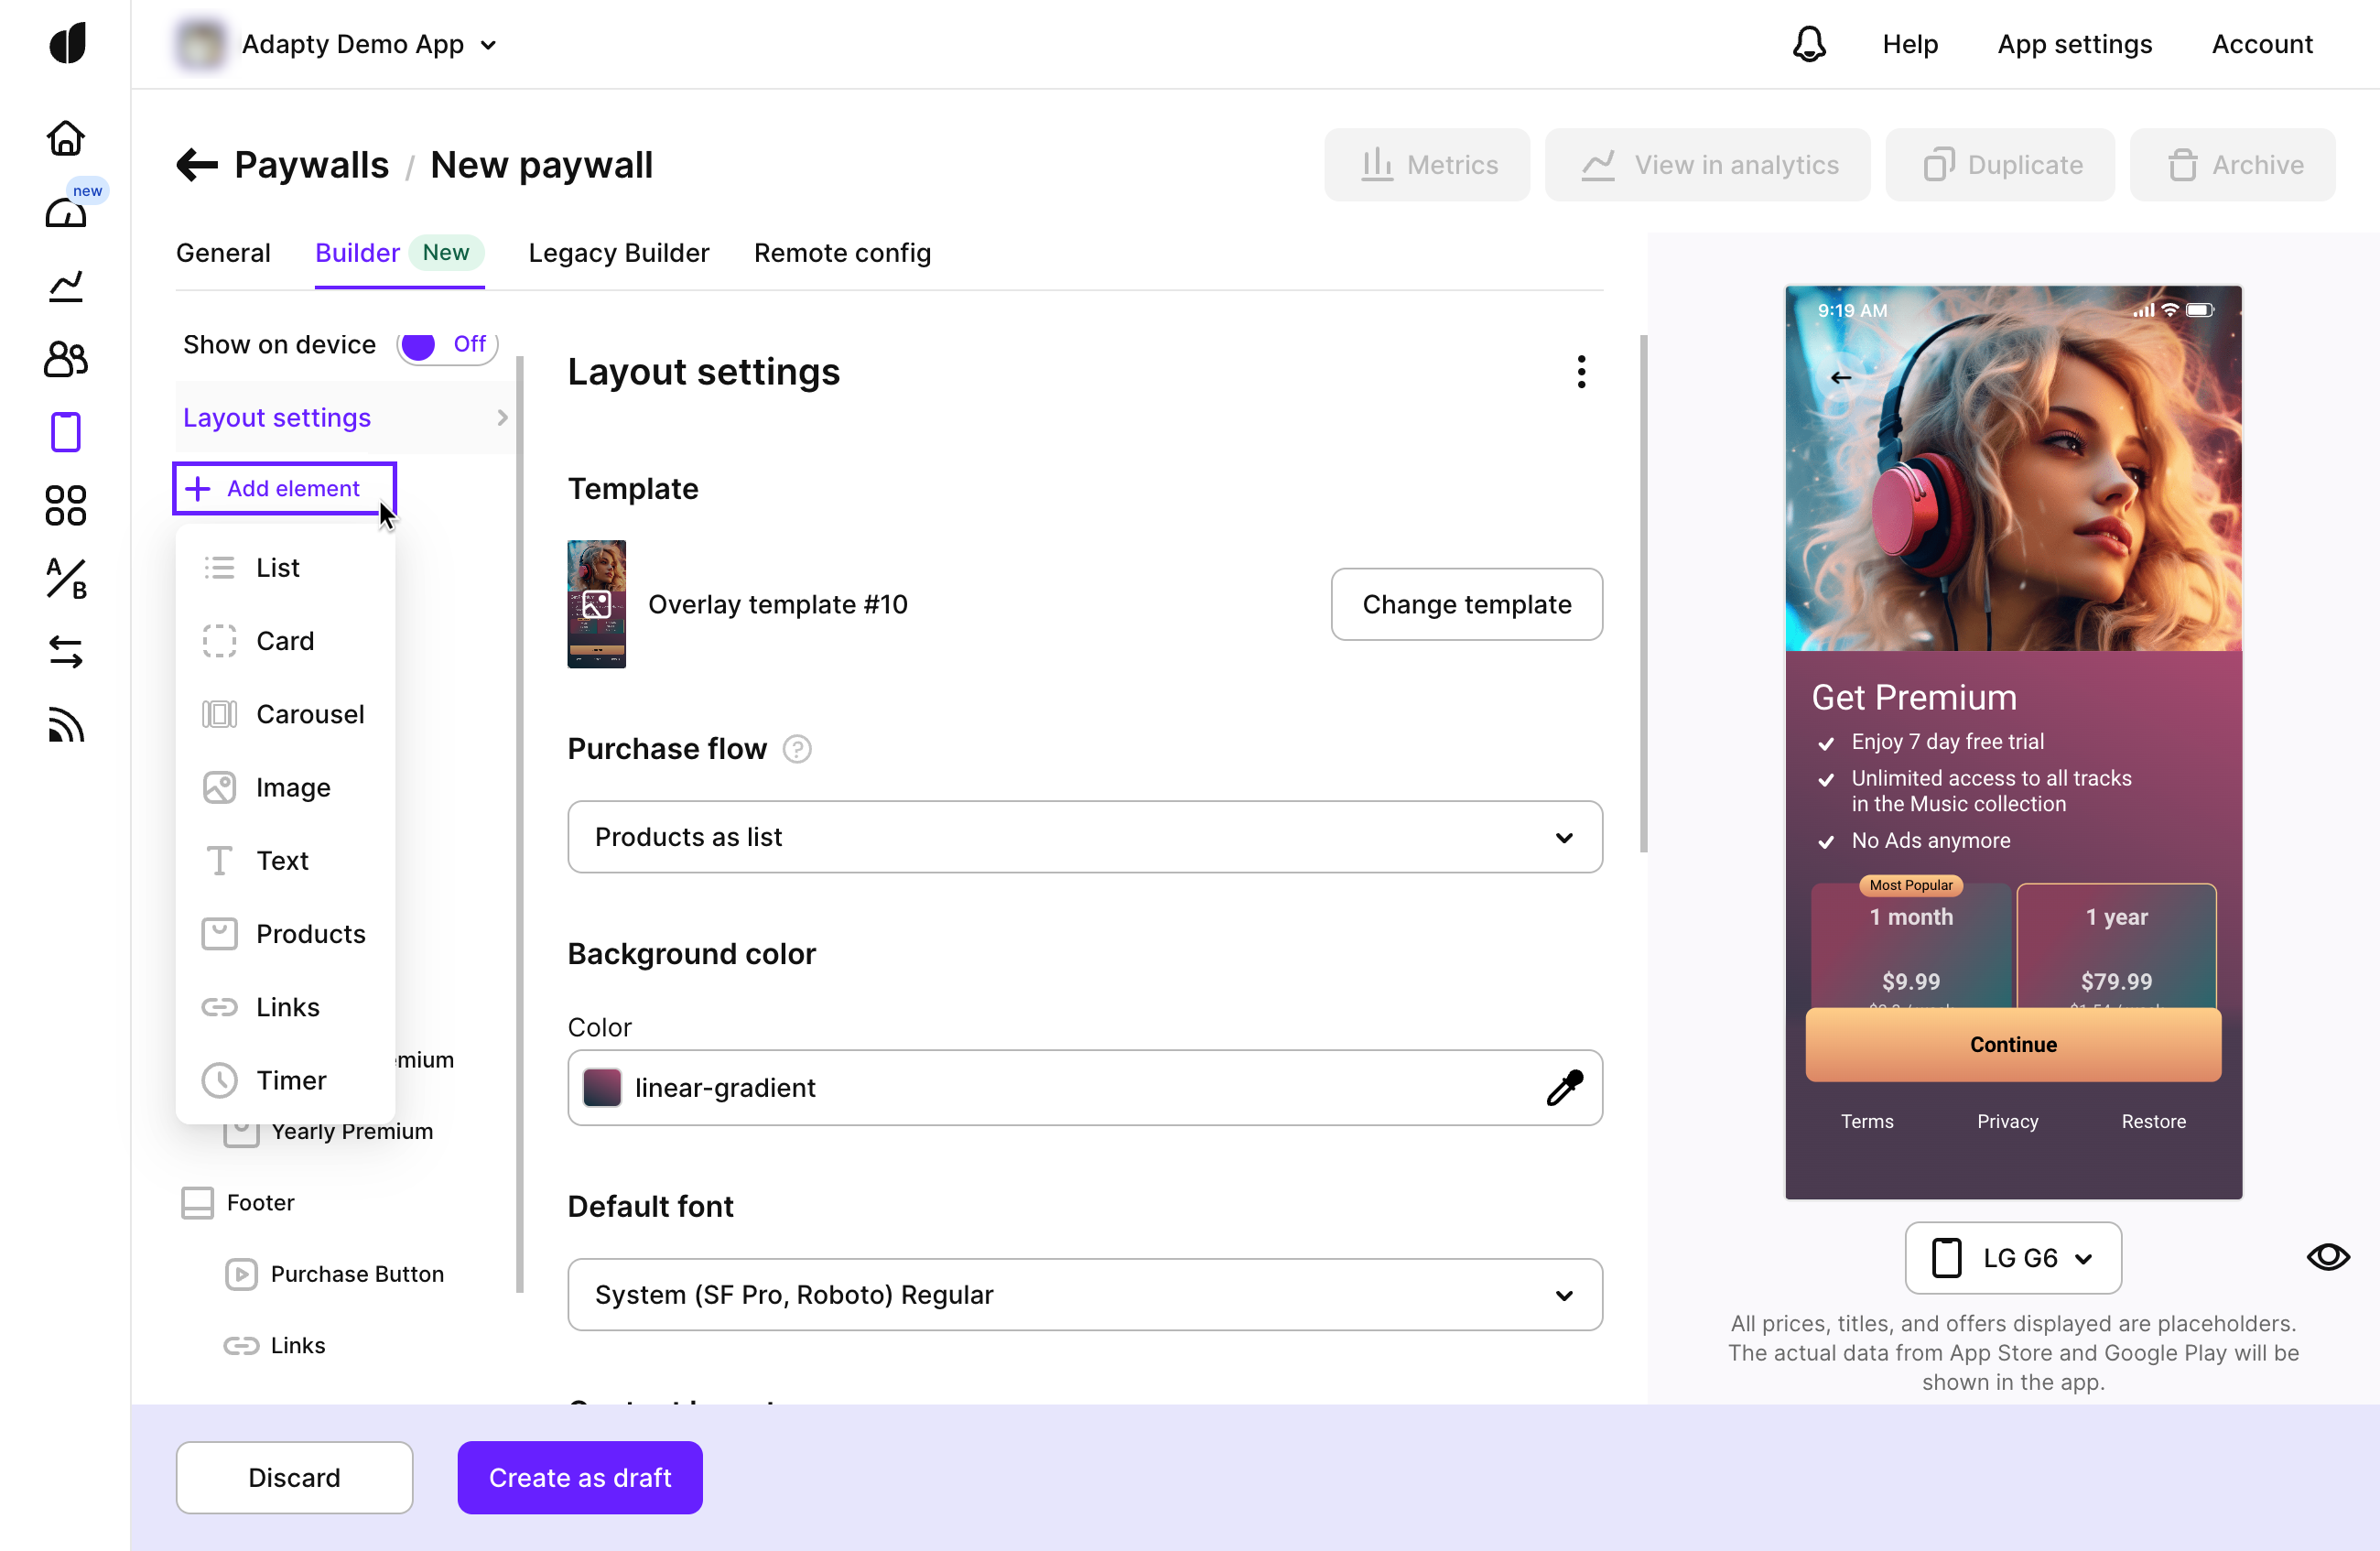 Adapty Demo App
Help
App settings
Account
new
Paywalls / New paywall
Metrics
View in analytics
Duplicate
Archive
General
Builder New
Legacy Builder
Remote config
Show on device Off
Layout settings
Add element
List
Card
Carousel
Image
Text
Products
Links
Timer
Yearly Premium
Footer
Purchase Button
Links
Layout settings
Template
Overlay template #10
Change template
Purchase flow ?
Products as list
Background color
Color
linear-gradient
Default font
System (SF Pro, Roboto) Regular
A/B
9:19 AM
Get Premium
Enjoy 7 day free trial
Unlimited access to all tracks
in the Music collection
No Ads anymore
Most Popular
1 month
1 year
$9.99
$79.99
Continue
Terms
Privacy
Restore
LG G6
All prices, titles, and offers displayed are placeholders.
The actual data from App Store and Google Play will be
shown in the app.
Discard
Create as draft